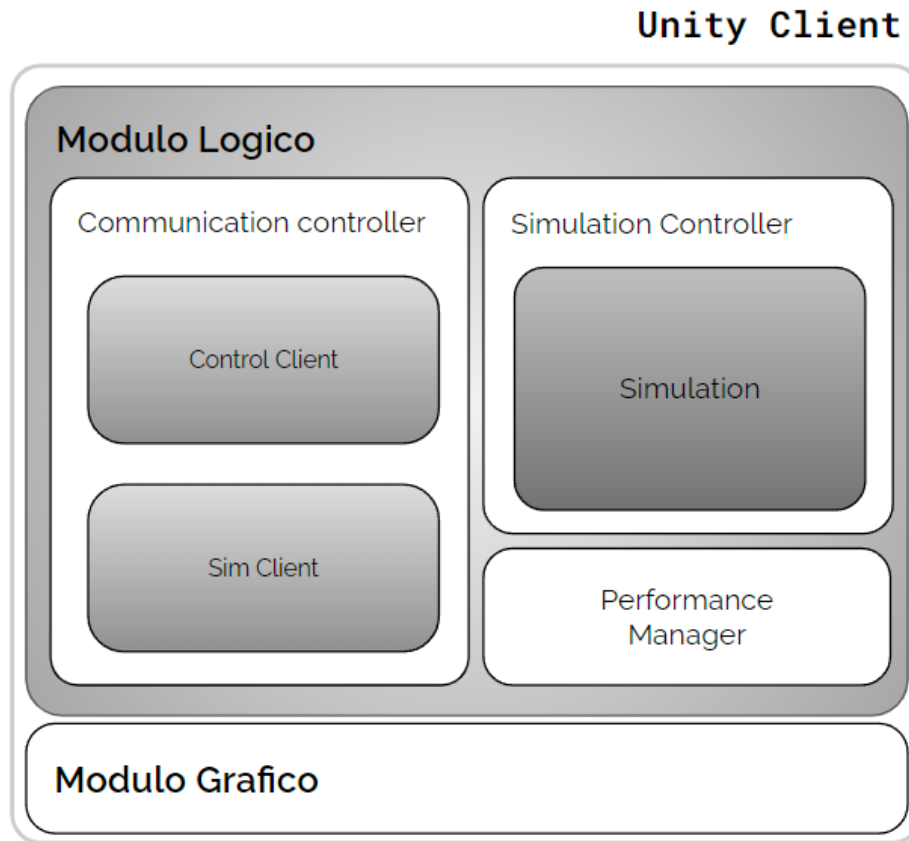 Unity Client
Modulo Logico
Communication controller
Control Client
Sim Client
Simulation Controller
Simulation
Performance
Manager
Modulo Grafico